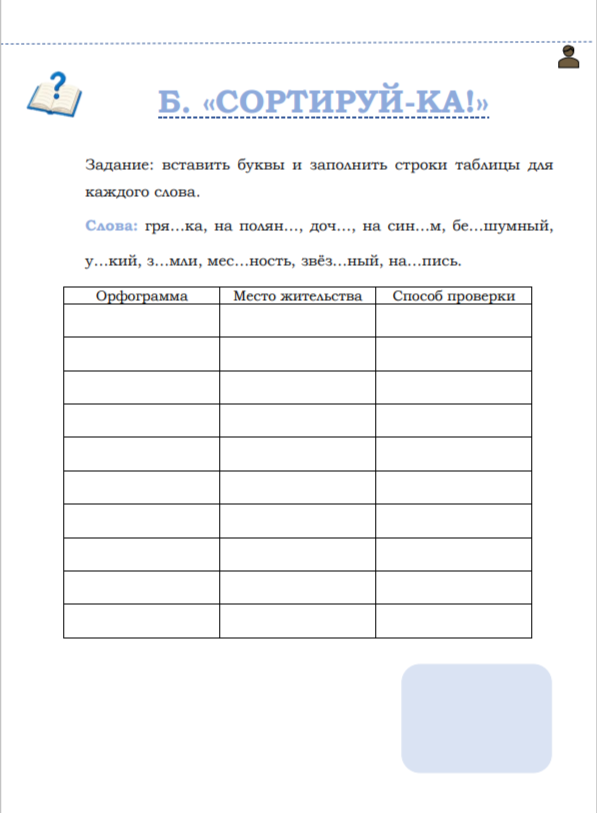 ?
Б. «СОРТИРУЙ-КА!»
Задание: вставить буквы и заполнить строки таблицы для
каждого слова.
Слова: гря…ка, на полян…, доч…, на син…м, бе…шумный,
у…кий, з…мли, мес…ность, звёз…ный, на…пись.
Орфограмма Место жительства Способ проверки